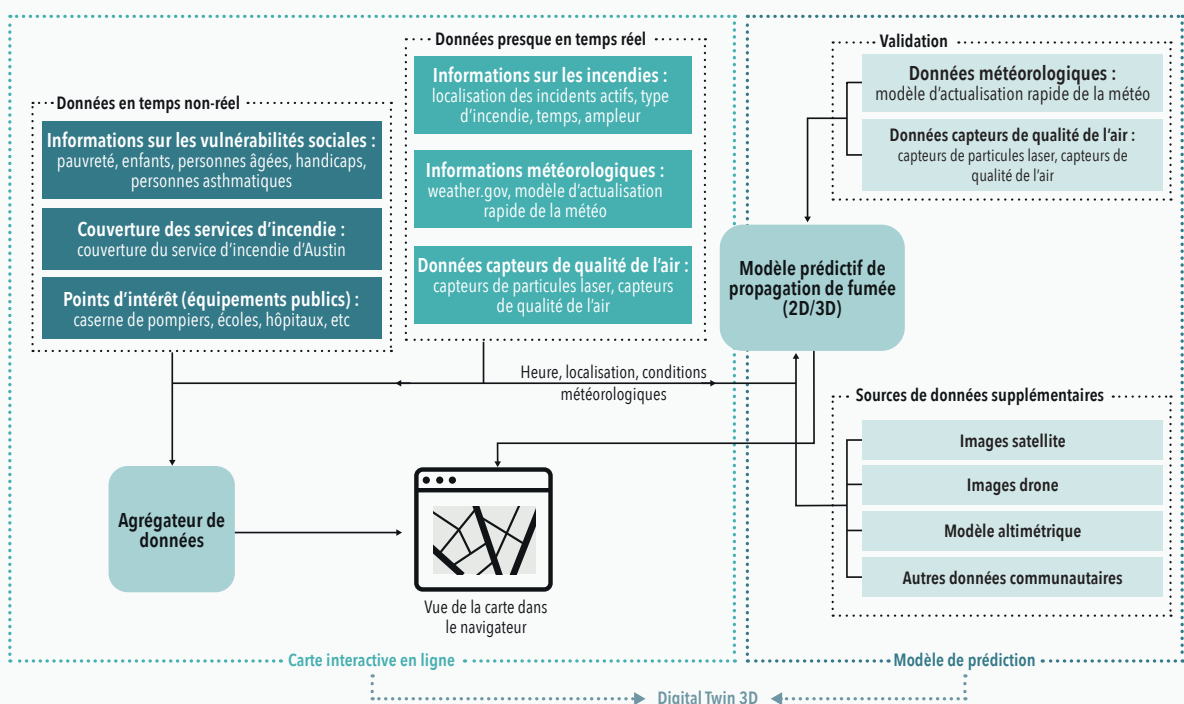 Données en temps non-réel
Informations sur les vulnérabilités sociales :
pauvreté, enfants, personnes âgées, handicaps,
personnes asthmatiques
Couverture des services d'incendie :
couverture du service d'incendie d'Austin
Points d'intérêt (équipements publics) :
caserne de pompiers, écoles, hôpitaux, etc
Données presque en temps réel
Informations sur les incendies :
localisation des incidents actifs, type
d'incendie, temps, ampleur
Informations météorologiques :
weather.gov, modèle d'actualisation
rapide de la météo
Données capteurs de qualité de l'air :
capteurs de particules laser, capteurs
de qualité de l'air
Validation
Données météorologiques :
modèle d'actualisation rapide de la météo
Données capteurs de qualité de l'air :
capteurs de particules laser, capteurs de
qualité de l'air
Modèle prédictif de
propagation de fumée
(2D/3D)
Heure, localisation, conditions
météorologiques
Sources de données supplémentaires
Images satellite
Images drone
Modèle altimétrique
Autres données communautaires
Agrégateur de
données
Vue de la carte dans
le navigateur
Carte interactive en ligne
Modèle de prédiction
Digital Twin 3D